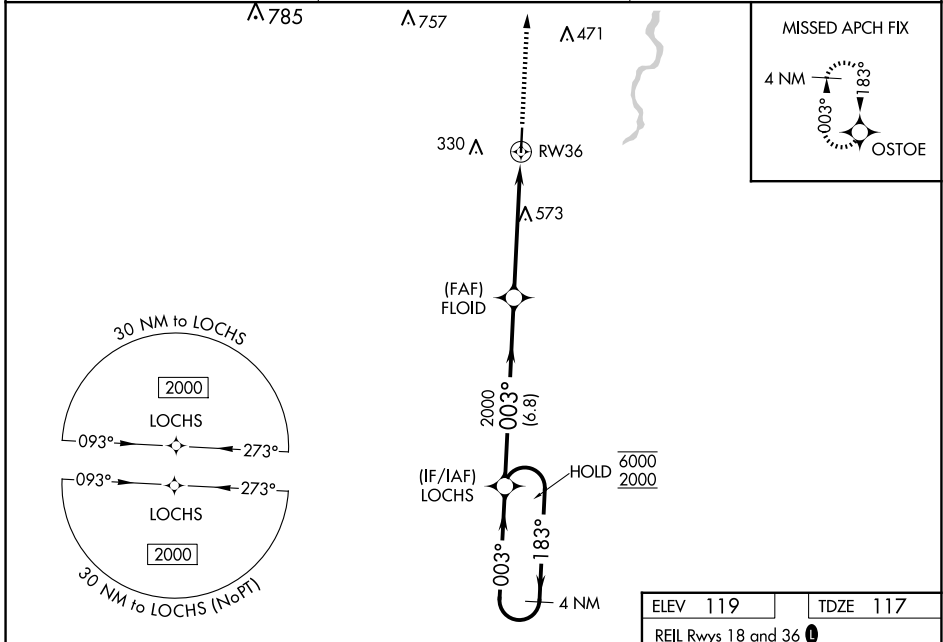 785
757
471
MISSED APCH FIX
4 NM
003°
183°
OSTOE
330
RW36
573
(FAF)
FLOID
30 NM to LOCHS
2000
LOCHS
093°
273°
093°
273°
LOCHS
2000
30 NM to LOCHS (NoPT)
2000
003°
(6.8)
(IF/IAF)
LOCHS
HOLD
6000
2000
003°
183°
4 NM
ELEV 119
TDZE 117
REIL Rwys 18 and 36 L